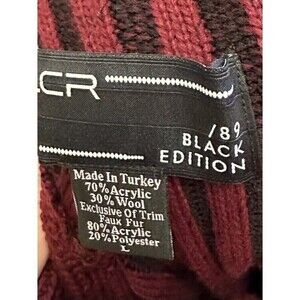 LCR
/89
BLACK
EDITION
Made In Turkey
70% Acrylic
30% Wool
Exclusive Of Trim
Faux Fur
80% Acrylic
20% Polyester
L